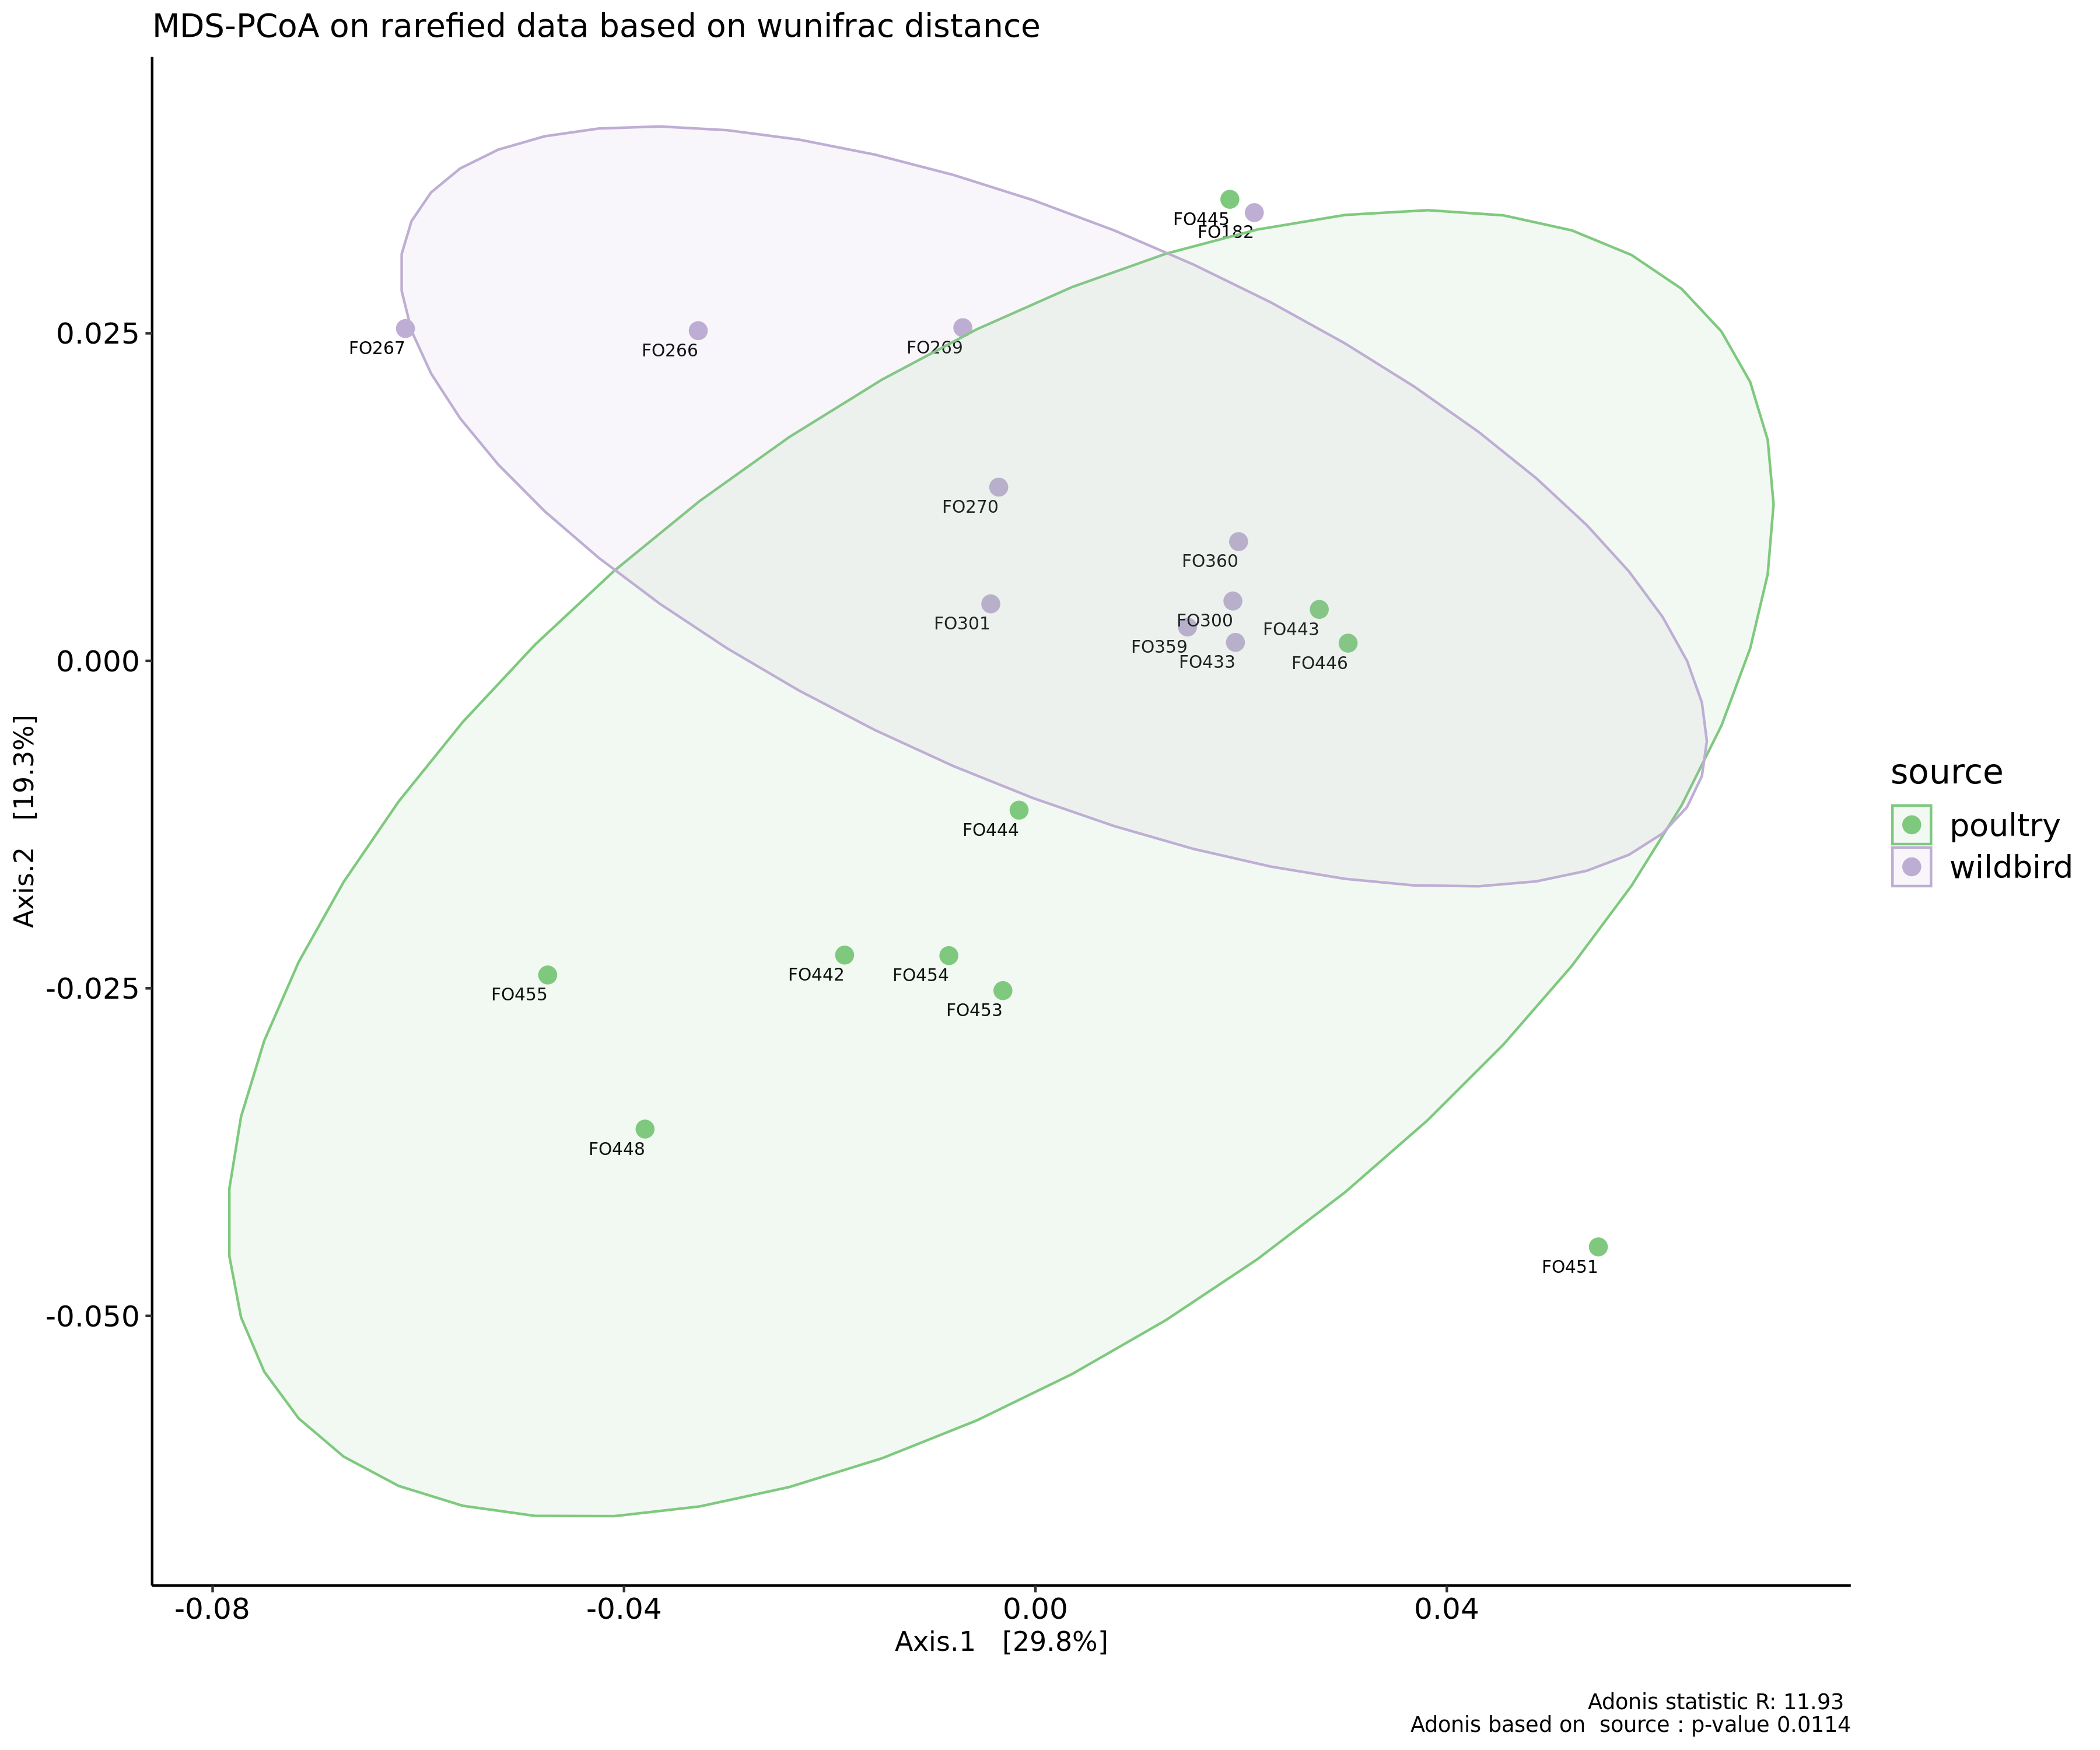 MDS-PCoA on rarefied data based on wunifrac distance
FO445
FO182
0.025
FO267
FO266
FO269
FO270
FO360
FO301
FO300
FO443
FO359
FO433
FO446
0.000
Axis.2 [19.3%]
source
poultry
wildbird
FO444
FO442
FO454
FO455
FO453
-0.025
FO448
FO451
-0.050
-0.08
-0.04
0.00
0.04
Axis.1 [29.8%]
Adonis statistic R: 11.93
Adonis based on source : p-value 0.0114